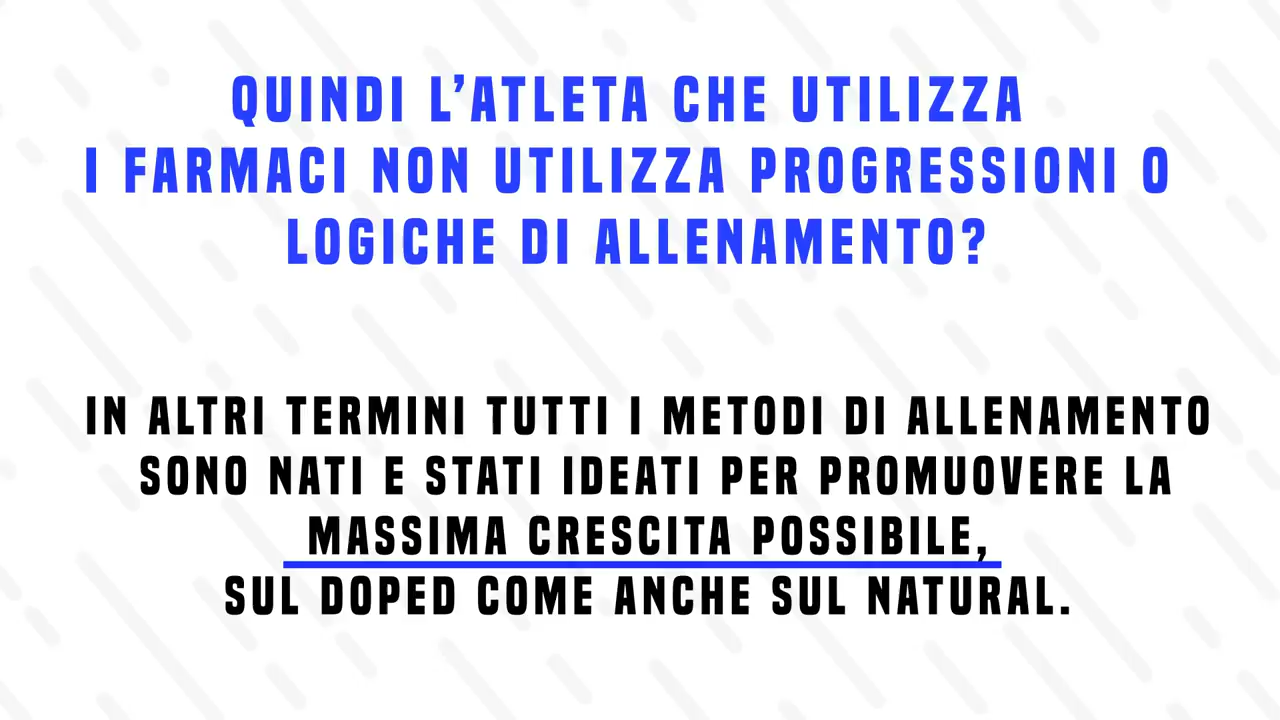 QUINDI L'ATLETA CHE UTILIZZA
I FARMACI NON UTILIZZA PROGRESSIONI O
LOGICHE DI ALLENAMENTO?
IN ALTRI TERMINI TUTTI I METODI DI ALLENAMENTO
SONO NATI E STATI IDEATI PER PROMUOVERE LA
MASSIMA CRESCITA POSSIBILE,
SUL DOPED COME ANCHE SUL NATURAL.